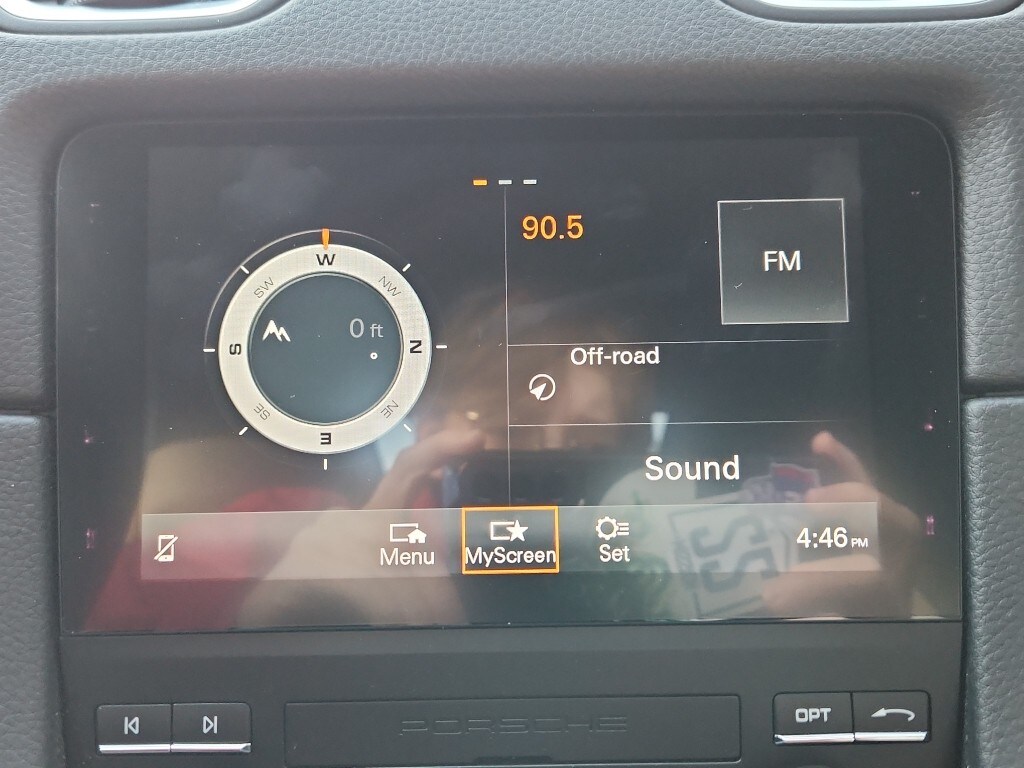 90.5
FM
W
SW
NW
0 ft
S
N
SE
NE
E
Off-road
Sound
Menu
MyScreen
Set
4:46 PM
OPT
PORSCHE